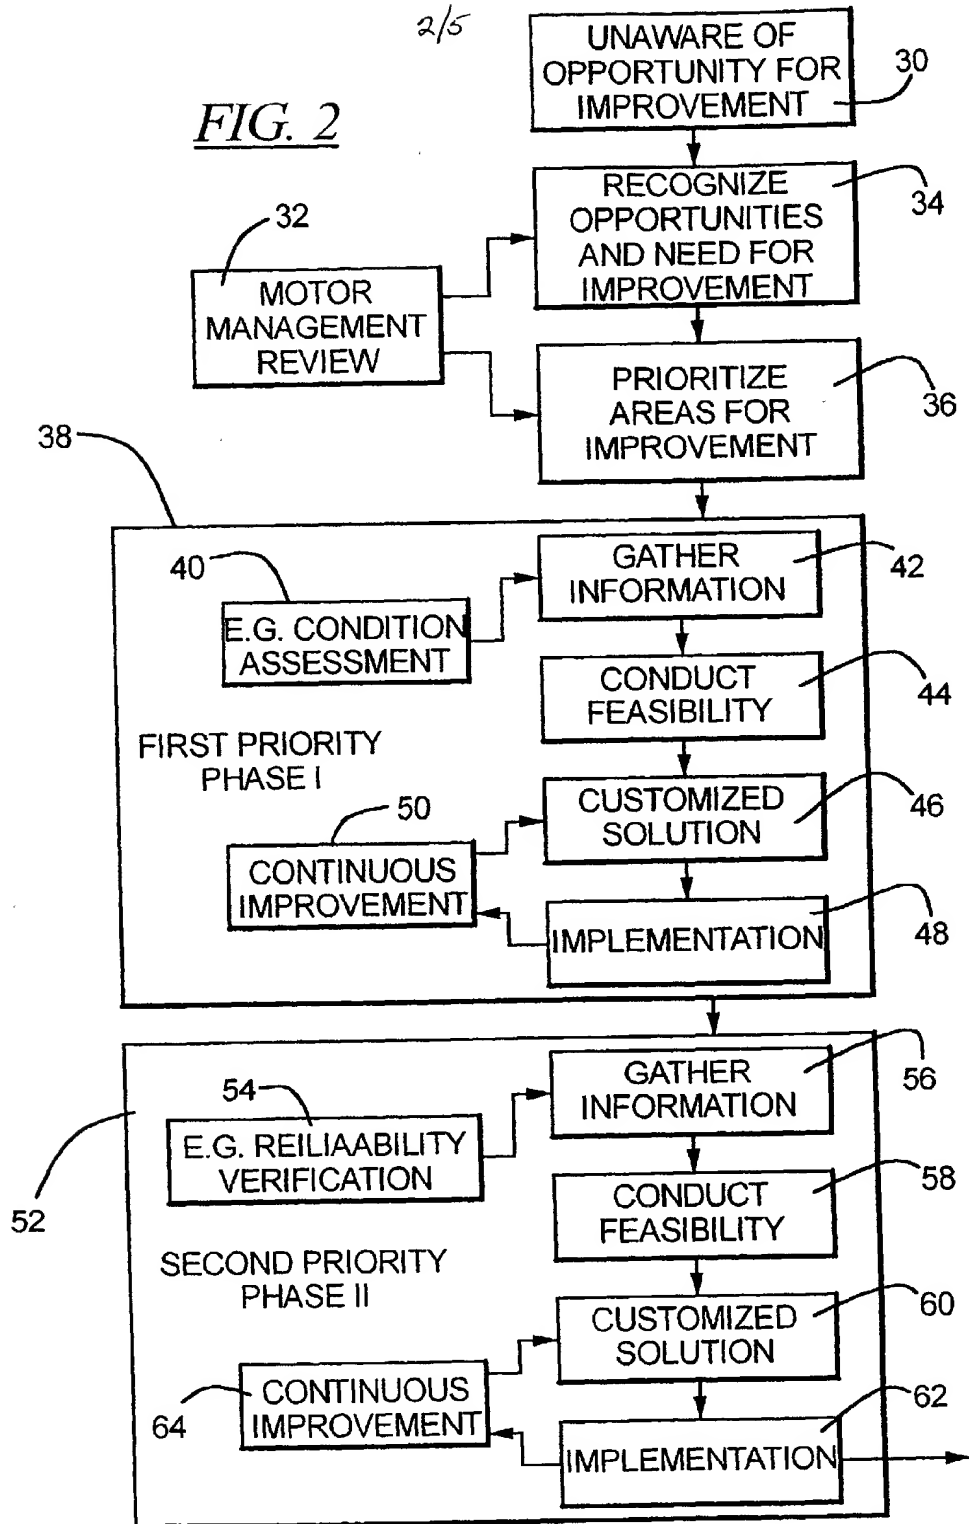 2/5
FIG. 2
UNAWARE OF
OPPORTUNITY FOR
IMPROVEMENT
30
RECOGNIZE
OPPORTUNITIES
AND NEED FOR
IMPROVEMENT
34
32
MOTOR
MANAGEMENT
REVIEW
PRIORITIZE
AREAS FOR
IMPROVEMENT
36
38
GATHER
INFORMATION
42
40
E.G. CONDITION
ASSESSMENT
CONDUCT
FEASIBILITY
44
FIRST PRIORITY
PHASE I
CUSTOMIZED
SOLUTION
46
50
CONTINUOUS
IMPROVEMENT
IMPLEMENTATION
48
GATHER
INFORMATION
56
54
E.G. REILIAABILITY
VERIFICATION
52
CONDUCT
FEASIBILITY
58
SECOND PRIORITY
PHASE II
CUSTOMIZED
SOLUTION
60
CONTINUOUS
IMPROVEMENT
64
IMPLEMENTATION
62